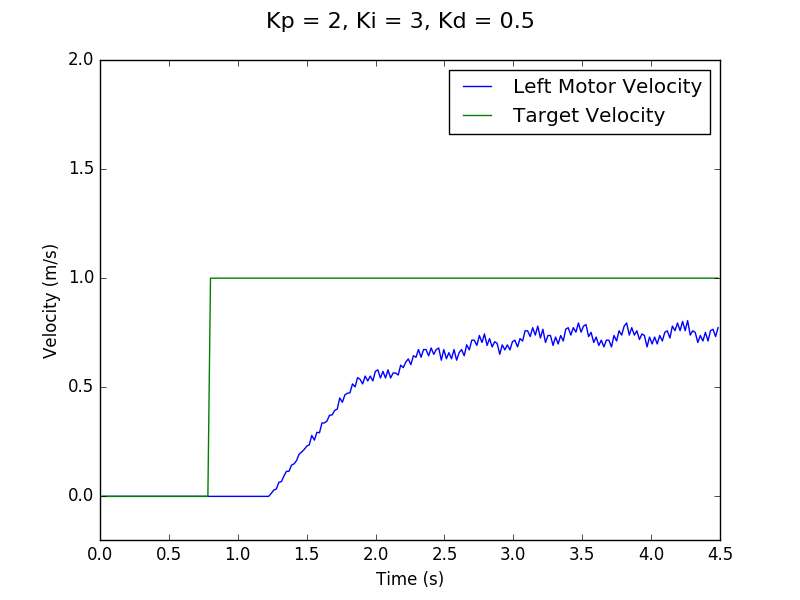 Kp = 2, Ki = 3, Kd = 0.5
2.0
Left Motor Velocity
Target Velocity
1.5
1.0
0.5
0.0
Velocity (m/s)
0.0 0.5 1.0 1.5 2.0 2.5 3.0 3.5 4.0 4.5
Time (s)